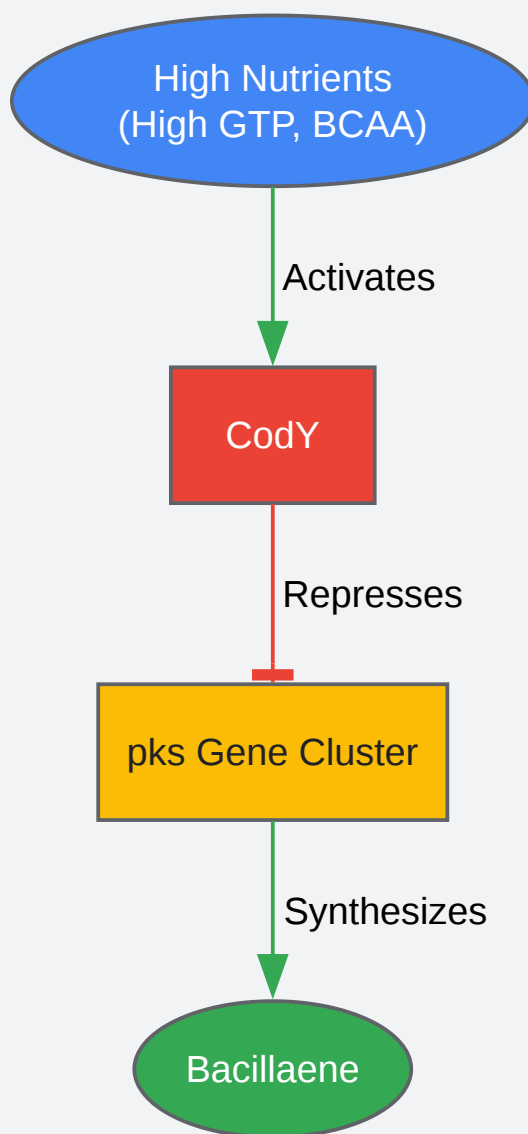 High Nutrients
(High GTP, BCAA)
Activates
CodY
Represses
pks Gene Cluster
Synthesizes
Bacillaene